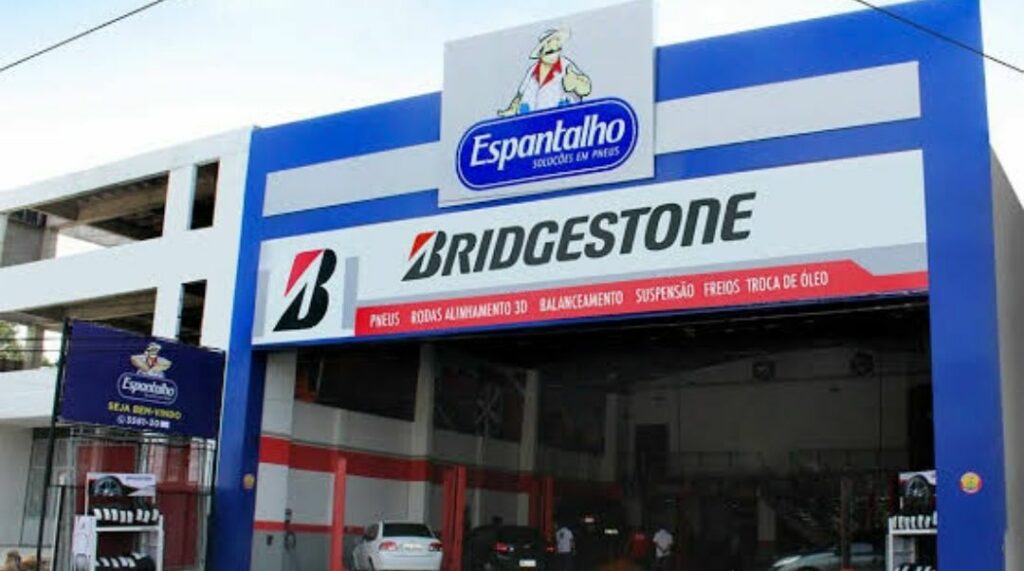 Espantalho
SOLUÇÕES EM PNEUS
B BRIDGESTONE
PNEUS RODAS ALINHAMENTO 3D BALANCEAMENTO SUSPENSÃO FREIOS TROCA DE ÓLEO
Espantalho
SEJA BEM-VINDO